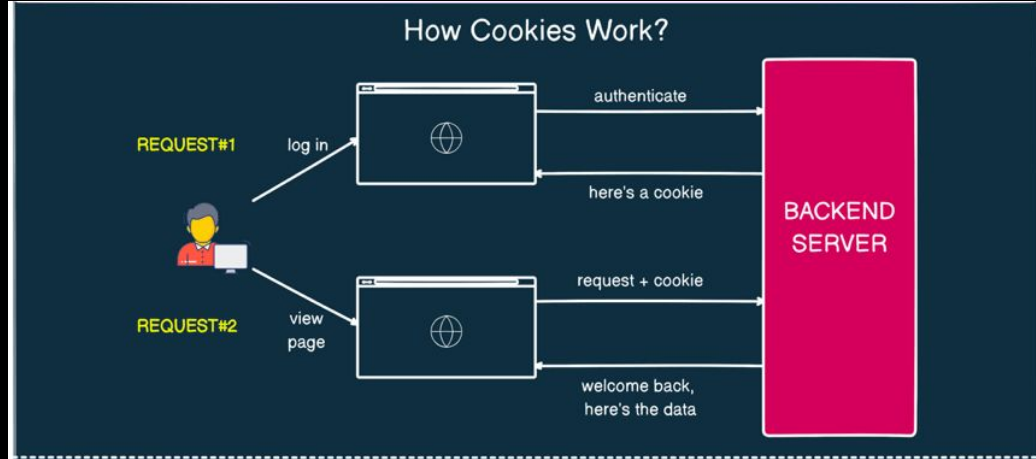 How Cookies Work?
REQUEST#1
log in
authenticate
here's a cookie
BACKEND
SERVER
REQUEST#2
view
page
request + cookie
welcome back,
here's the data